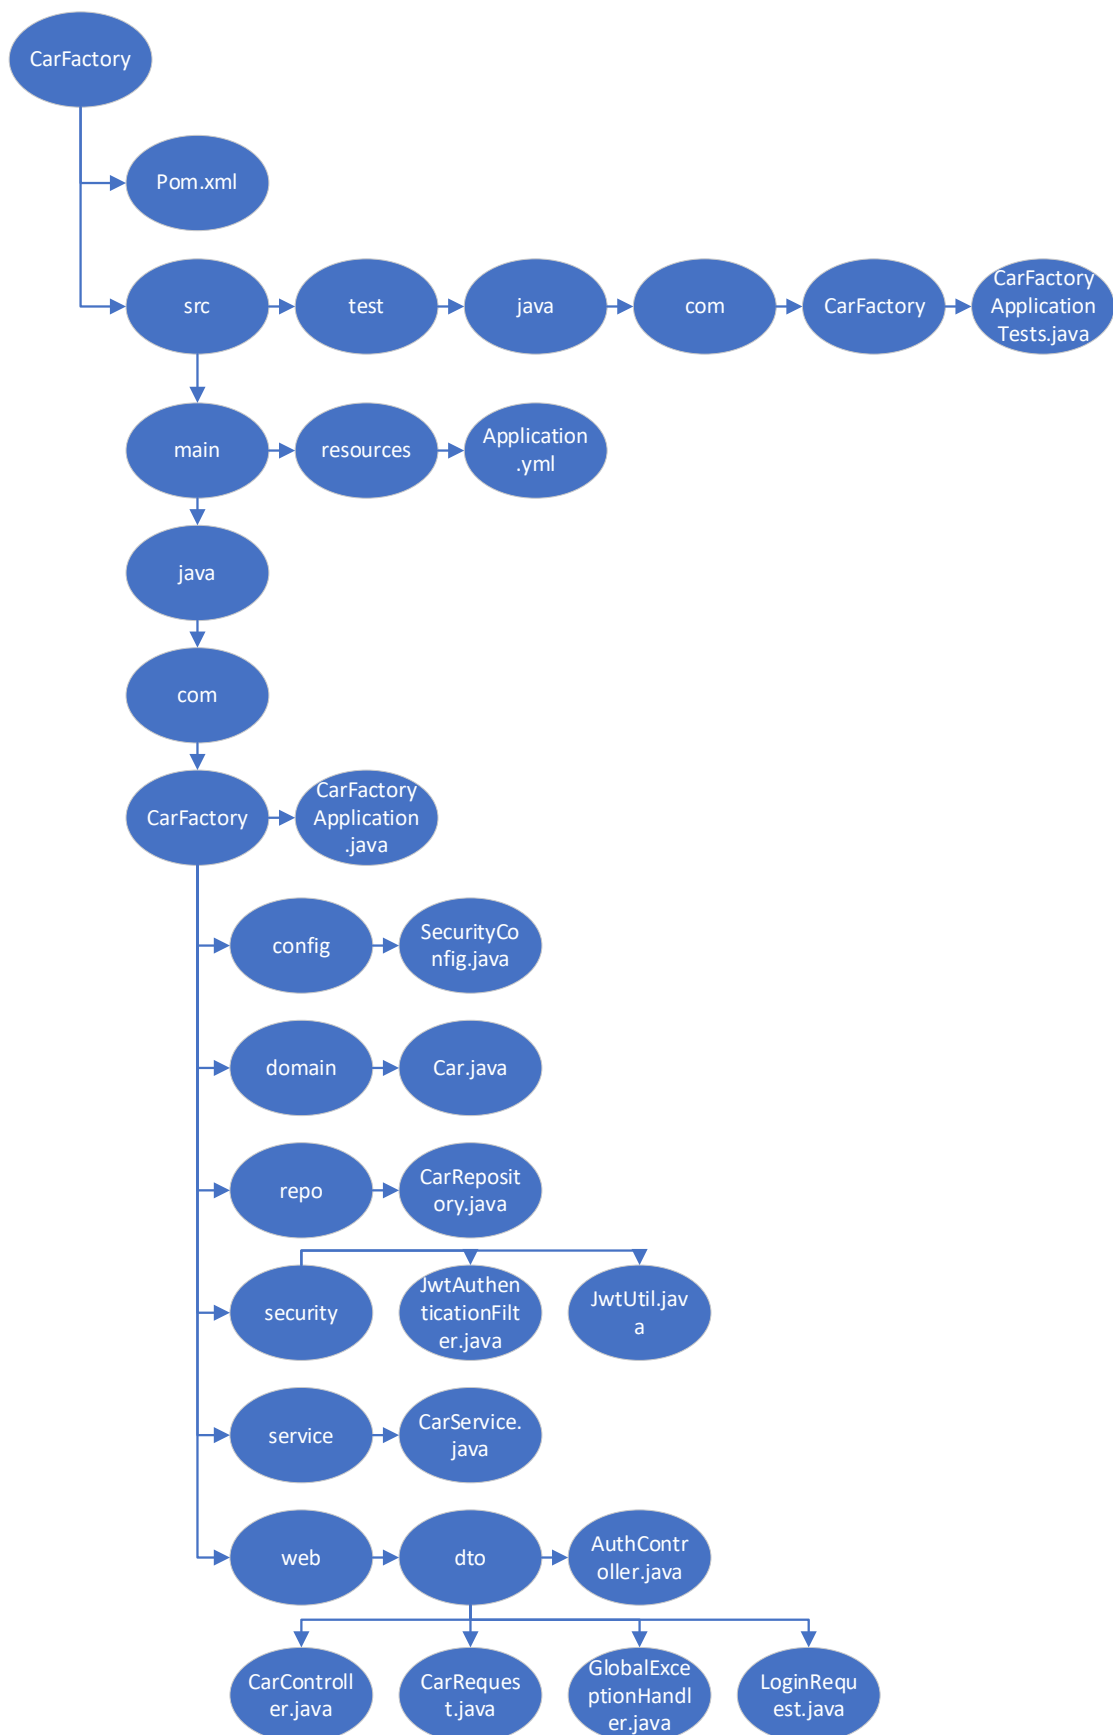 CarFactory
Pom.xml
src
test
java
com
CarFactory
CarFactory
Application
Tests.java
main
resources
Application
.yml
java
com
CarFactory
CarFactory
Application
.java
config
SecurityCo
nfig.java
domain
Car.java
repo
CarReposit
ory.java
security
JwtAuthen
ticationFilt
er.java
JwtUtil.jav
a
service
CarService.
java
web
dto
AuthContr
oller.java
CarControll
er.java
CarReques
t.java
GlobalExce
ptionHandl
er.java
LoginRequ
est.java